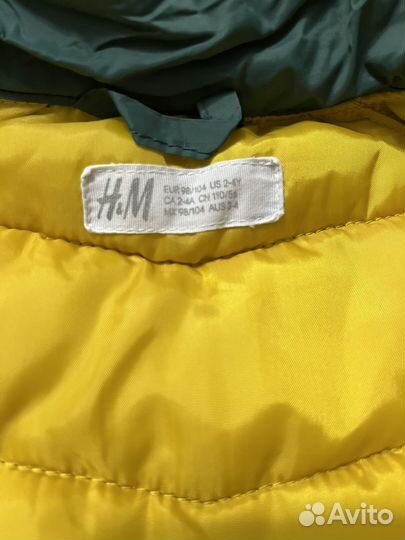 H&M
EUR 98/104 US 2-4Y
CA 2-4A CN 110/56
MX 98/104 AUS 2-4
Avito